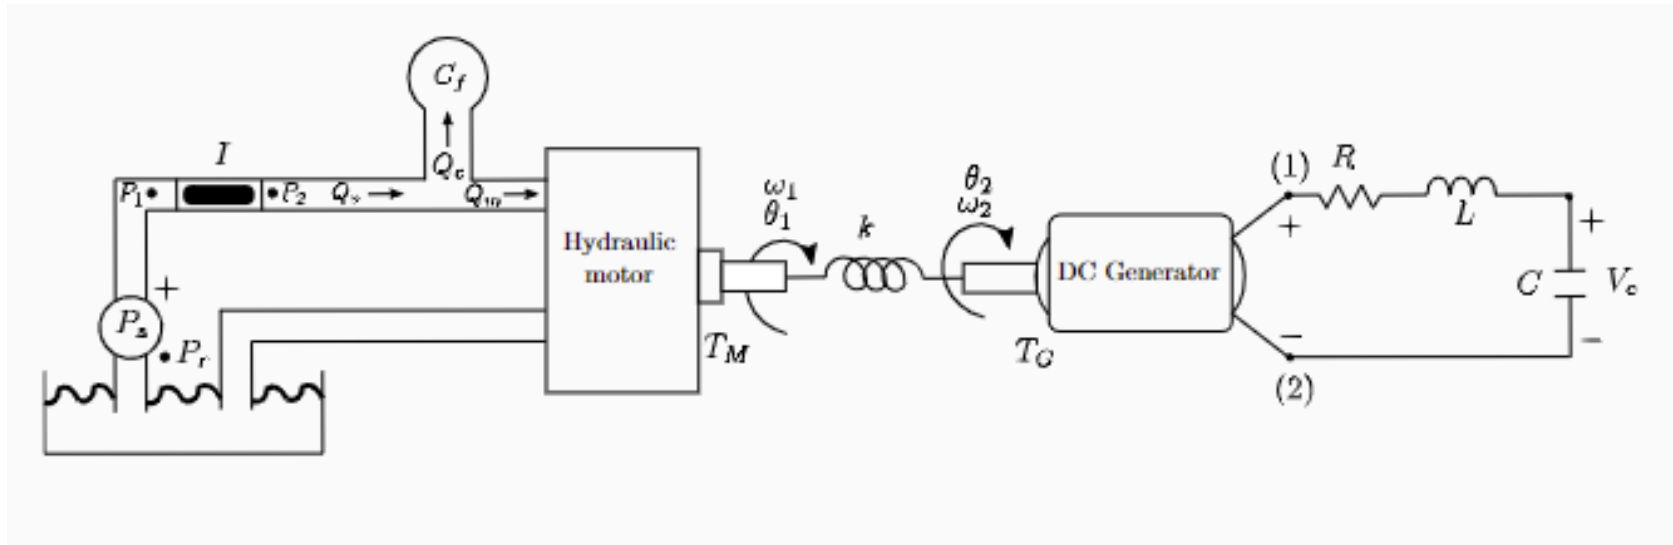 C_f
I
Q_c
P_1
P_2
Q_s
Q_m
Hydraulic
motor
ω_1
θ_1
k
θ_2
ω_2
DC Generator
(1)
R
+
L
+
C
V_c
−
−
(2)
+
P_s
P_r
T_M
T_G